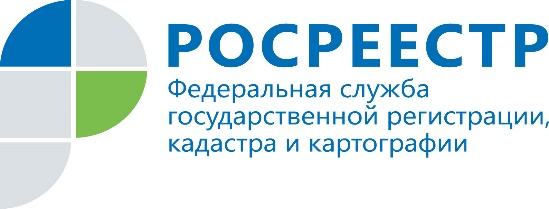 РОСРЕЕСТР
Федеральная служба
государственной регистрации,
кадастра и картографии